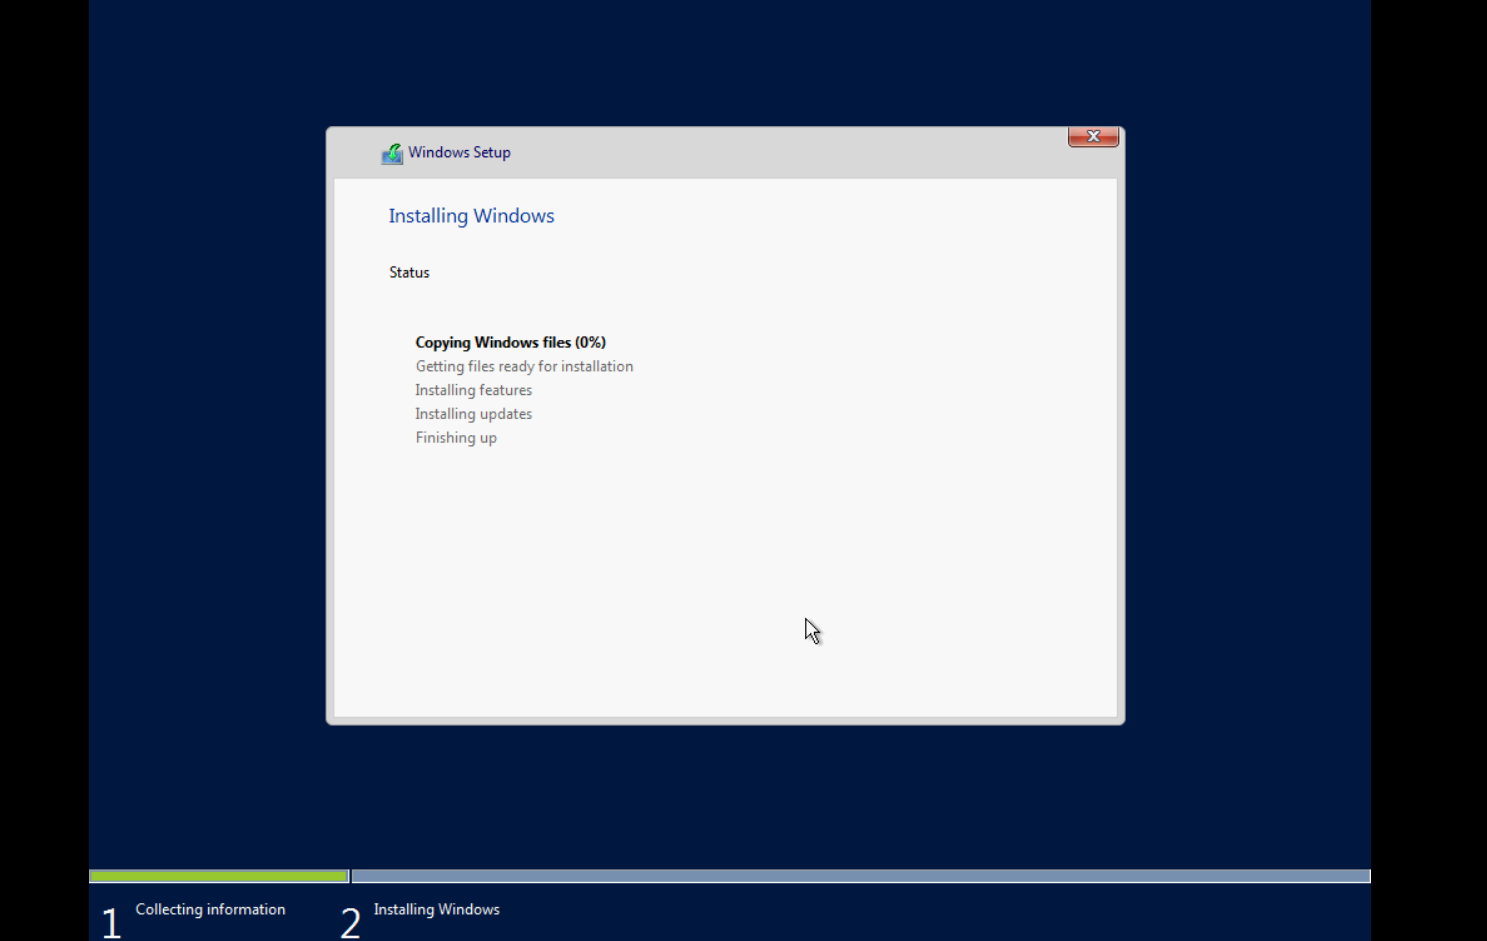 Windows Setup
Installing Windows
Status
Copying Windows files (0%)
Getting files ready for installation
Installing features
Installing updates
Finishing up
1 Collecting information
2 Installing Windows